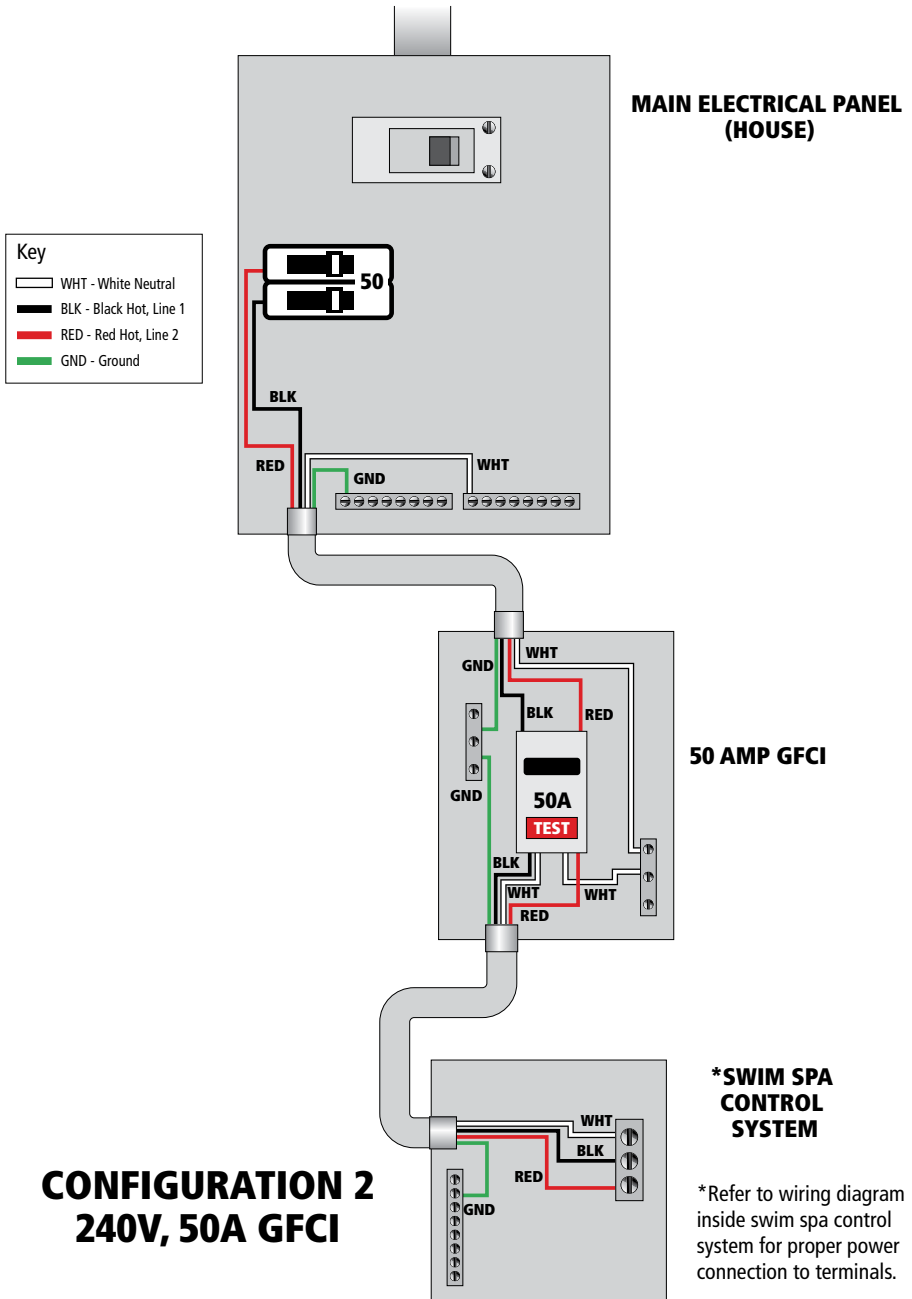 MAIN ELECTRICAL PANEL
(HOUSE)
Key
WHT - White Neutral
BLK - Black Hot, Line 1
RED - Red Hot, Line 2
GND - Ground
50
BLK
RED
GND
WHT
WHT
GND
BLK
RED
50 AMP GFCI
50A
TEST
GND
BLK
WHT
WHT
RED
*SWIM SPA
CONTROL
SYSTEM
WHT
BLK
RED
GND
*Refer to wiring diagram
inside swim spa control
system for proper power
connection to terminals.
CONFIGURATION 2
240V, 50A GFCI